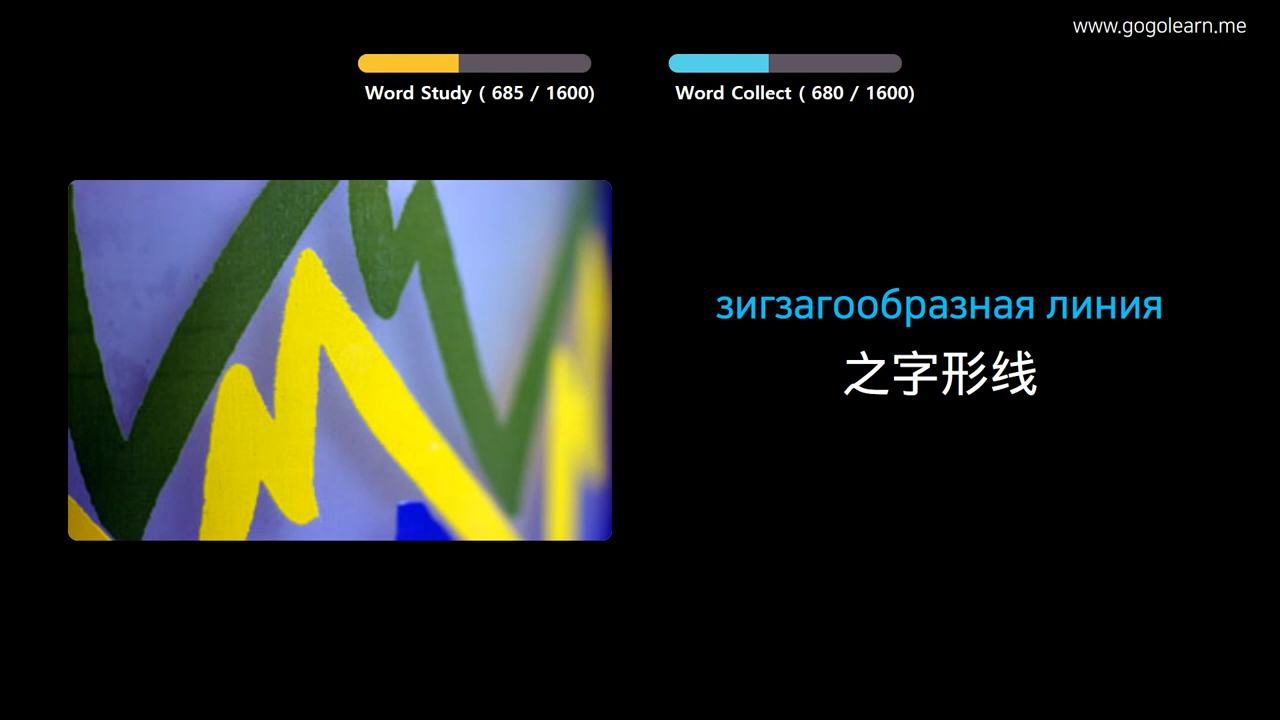 www.gogolearn.me
Word Study ( 685 / 1600)
Word Collect ( 680 / 1600)
зигзагообразная линия
之字形线